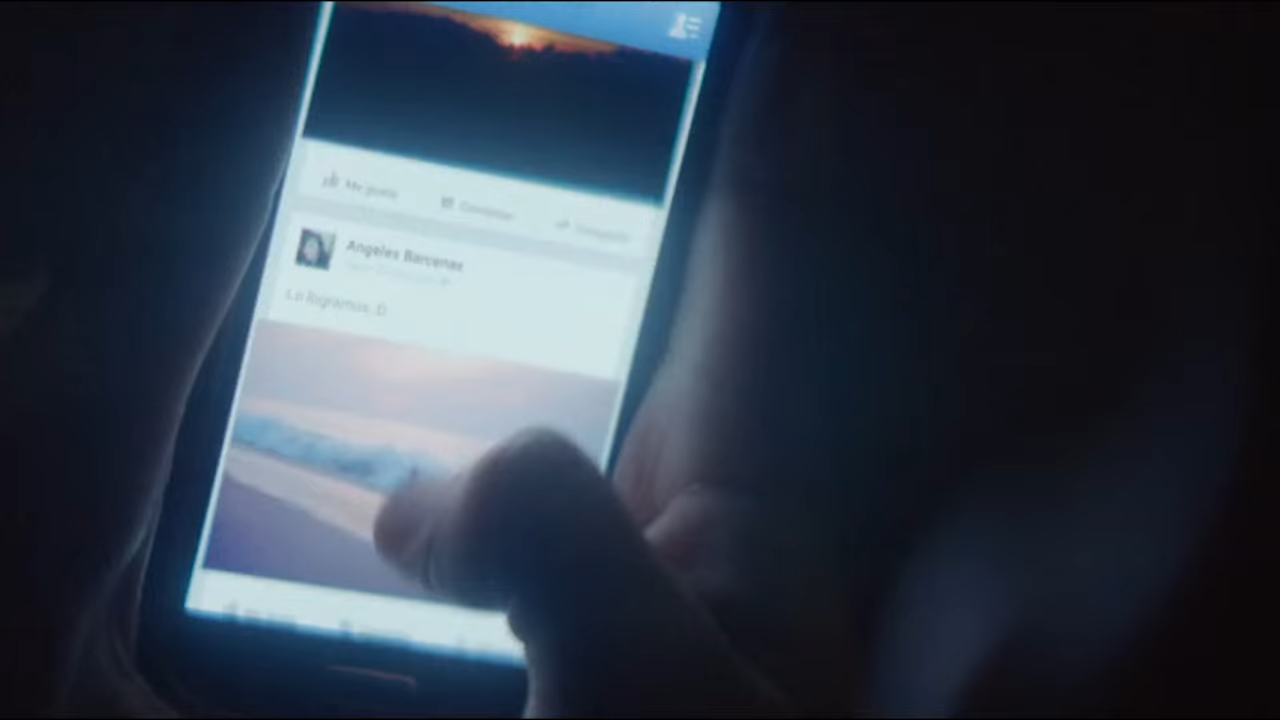 Me gusta
Comentar
Compartir
Angeles Barcenas
Lo logramos :D